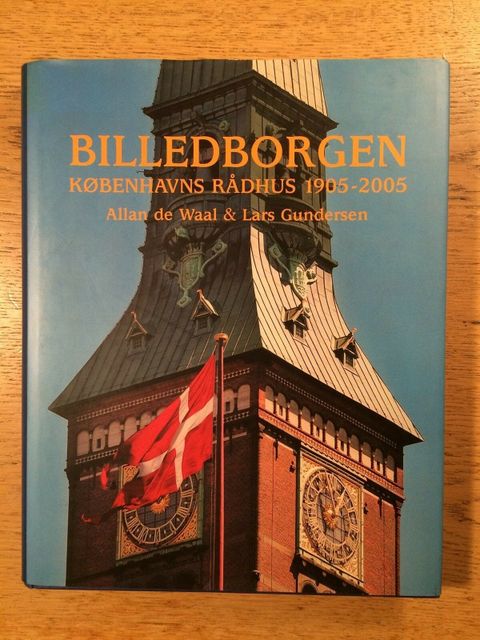 BILLEDBORGEN
KØBENHAVNS RÅDHUS 1905-2005
Allan de Waal & Lars Gundersen